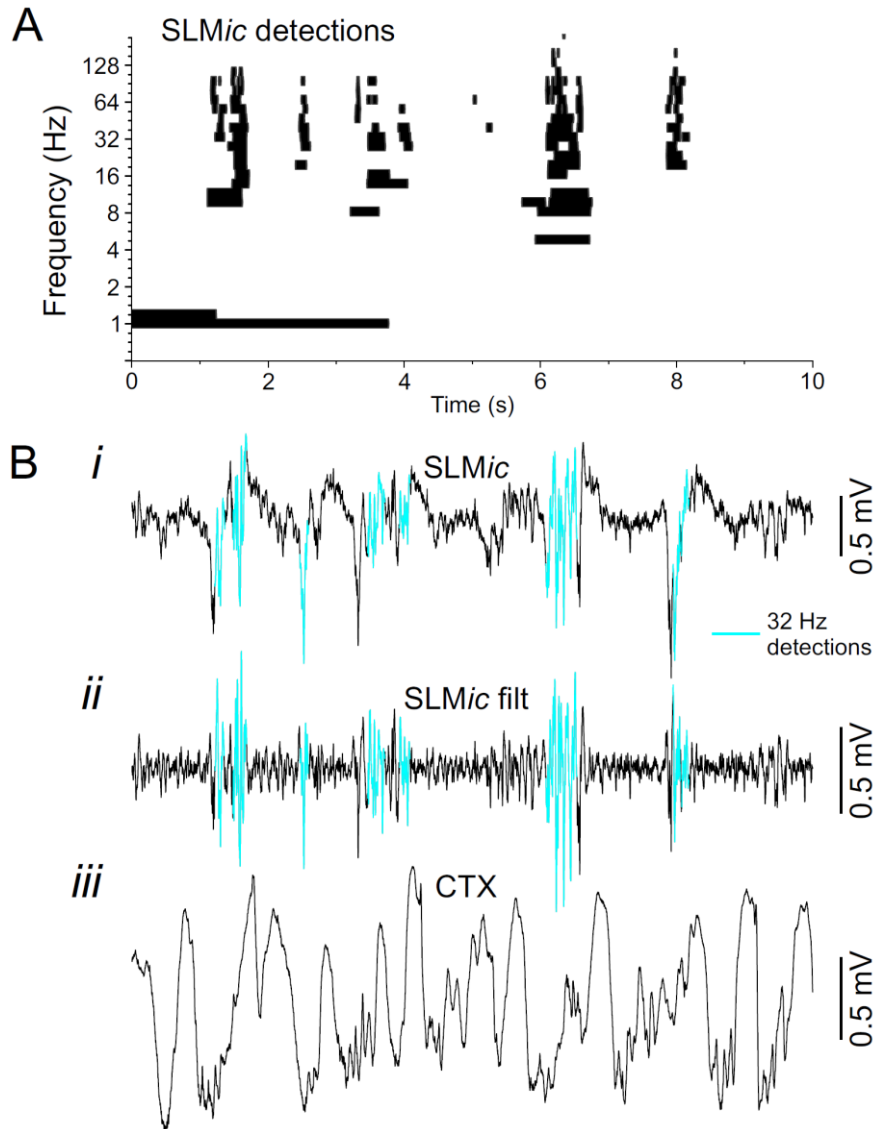 A
SLMic detections
Frequency (Hz)
128
64
32
16
8
4
2
1
0 2 4 6 8 10
Time (s)
B
i
SLMic
0.5 mV
32 Hz
detections
ii
SLMic filt
0.5 mV
iii
CTX
0.5 mV